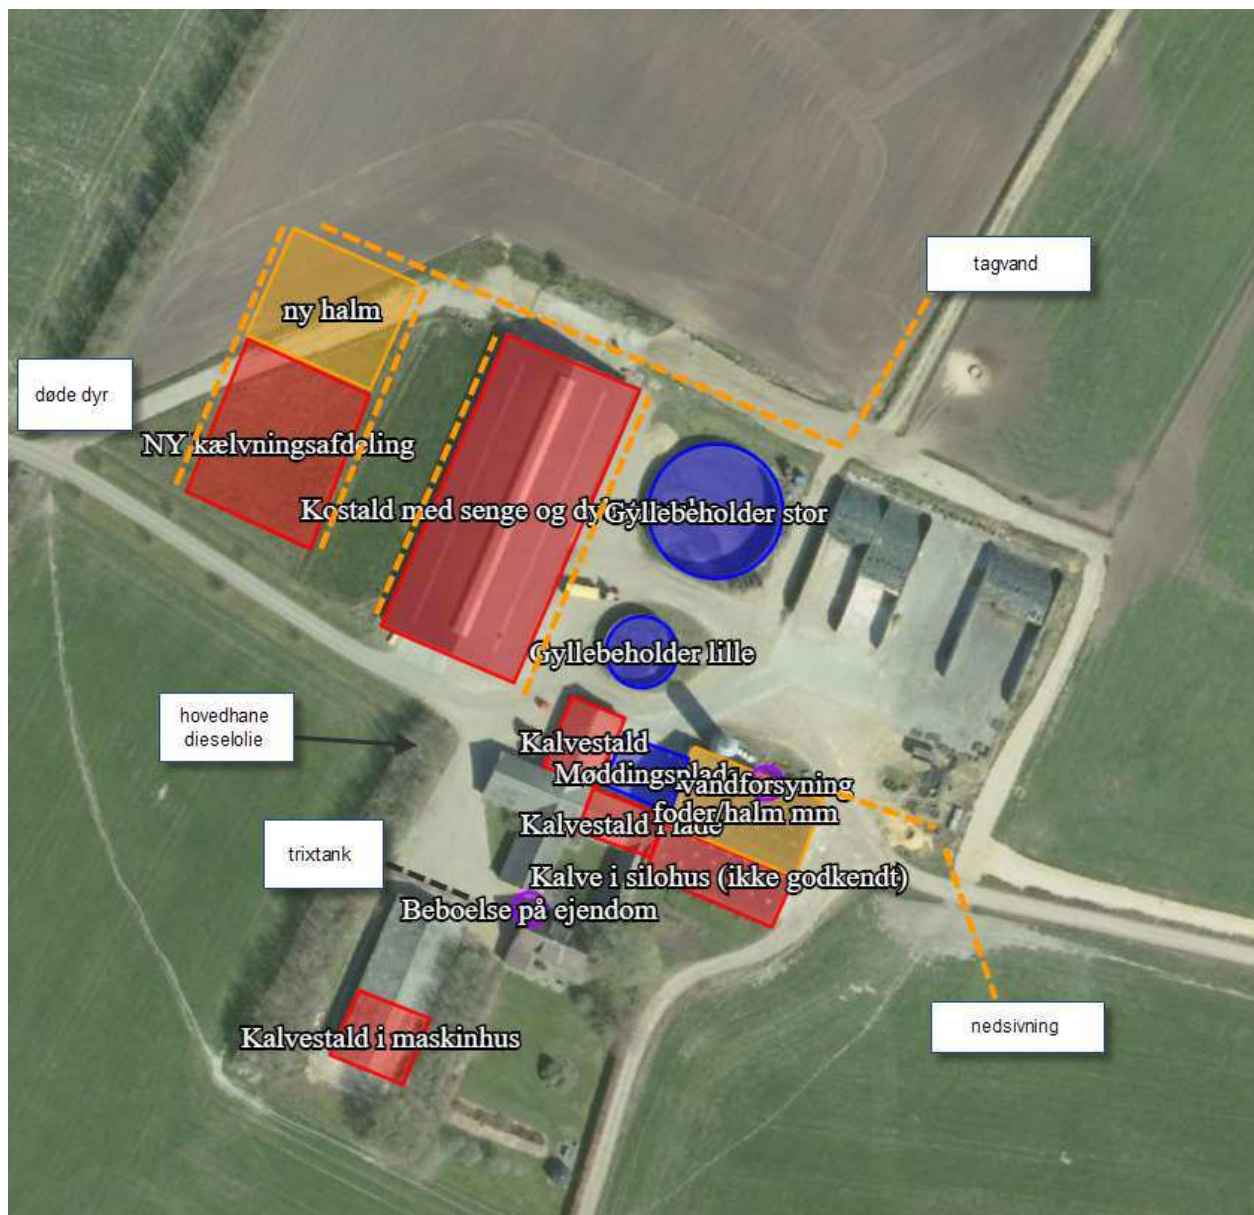 tagvand
ny halm
døde dyr
NY kælvningsafdeling
Kostald med senge og dy
Gyllebeholder stor
Gyllebeholder lille
hovedhane
dieselolie
Kalvestald
Møddingsplads
vandforsyning
foder/halm mm
Kalvestald i lade
trixtank
Kalve i silohus (ikke godkendt)
Beboelse på ejendom
nedsivning
Kalvestald i maskinhus